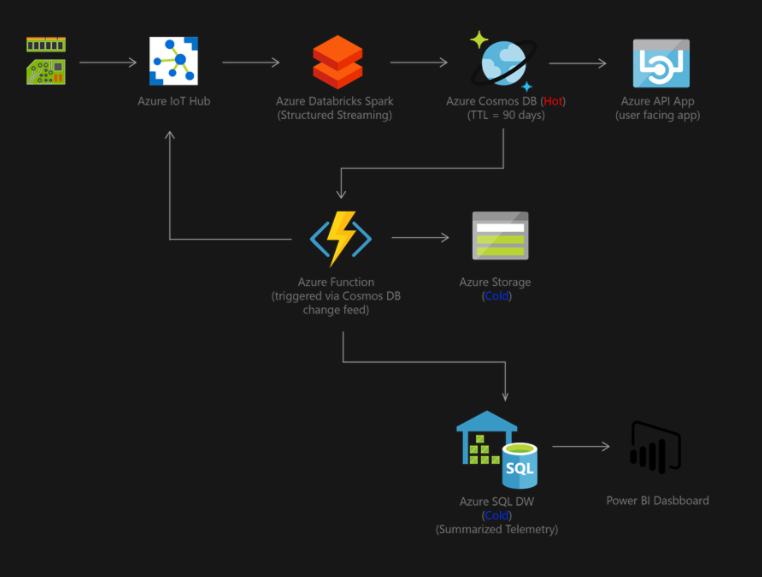 Azure IoT Hub
Azure Databricks Spark
(Structured Streaming)
Azure Cosmos DB (Hot)
(TTL = 90 days)
Azure API App
(user facing app)
Azure Function
(triggered via Cosmos DB
change feed)
Azure Storage
(Cold)
SQL
Azure SQL DW
(Cold)
(Summarized Telemetry)
Power BI Dasbboard